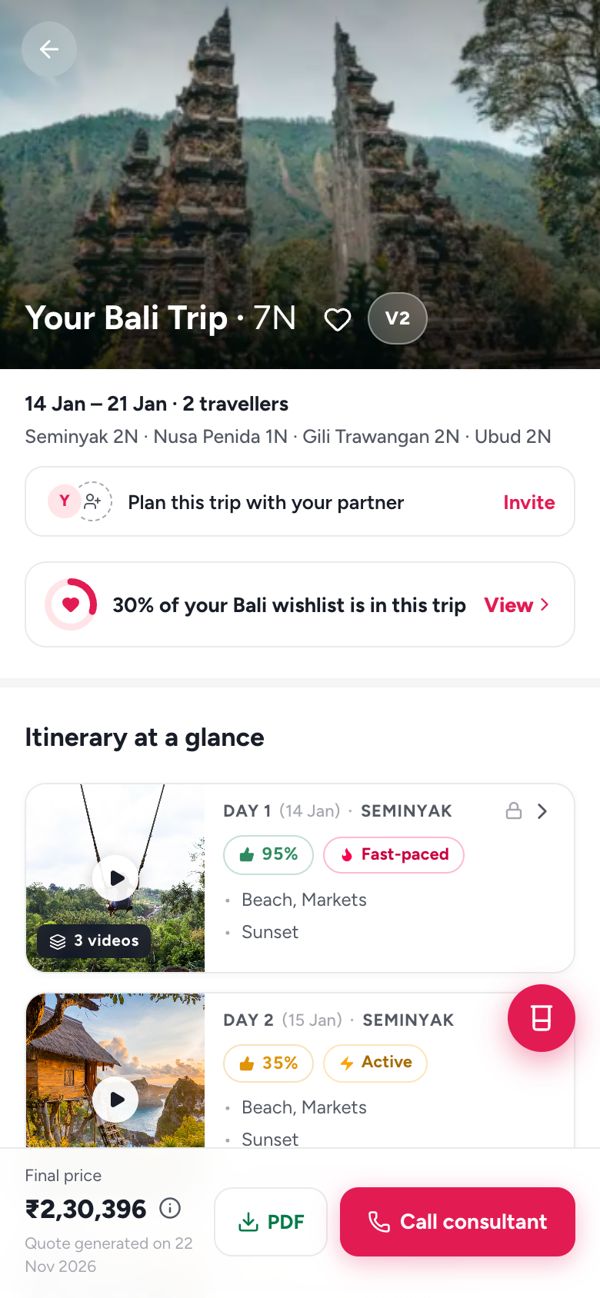 Your Bali Trip · 7N
V2
14 Jan – 21 Jan · 2 travellers
Seminyak 2N · Nusa Penida 1N · Gili Trawangan 2N · Ubud 2N
Y
Plan this trip with your partner
Invite
30% of your Bali wishlist is in this trip
View
Itinerary at a glance
DAY 1 (14 Jan) · SEMINYAK
95%
Fast-paced
• Beach, Markets
• Sunset
3 videos
DAY 2 (15 Jan) · SEMINYAK
35%
Active
• Beach, Markets
• Sunset
Final price
₹2,30,396
Quote generated on 22
Nov 2026
PDF
Call consultant